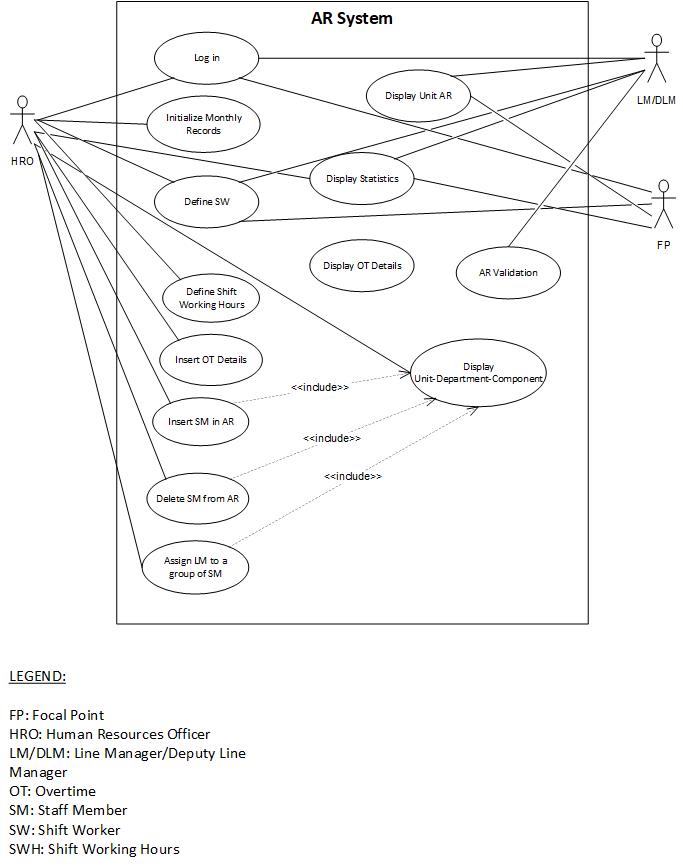 AR System
Log in
Display Unit AR
LM/DLM
Initialize Monthly
Records
HRO
Display Statistics
Define SW
FP
Display OT Details
AR Validation
Define Shift
Working Hours
Insert OT Details
Display
Unit-Department-Component
<<include>>
Insert SM in AR
<<include>>
<<include>>
Delete SM from AR
Assign LM to a
group of SM
LEGEND:
FP: Focal Point
HRO: Human Resources Officer
LM/DLM: Line Manager/Deputy Line
Manager
OT: Overtime
SM: Staff Member
SW: Shift Worker
SWH: Shift Working Hours